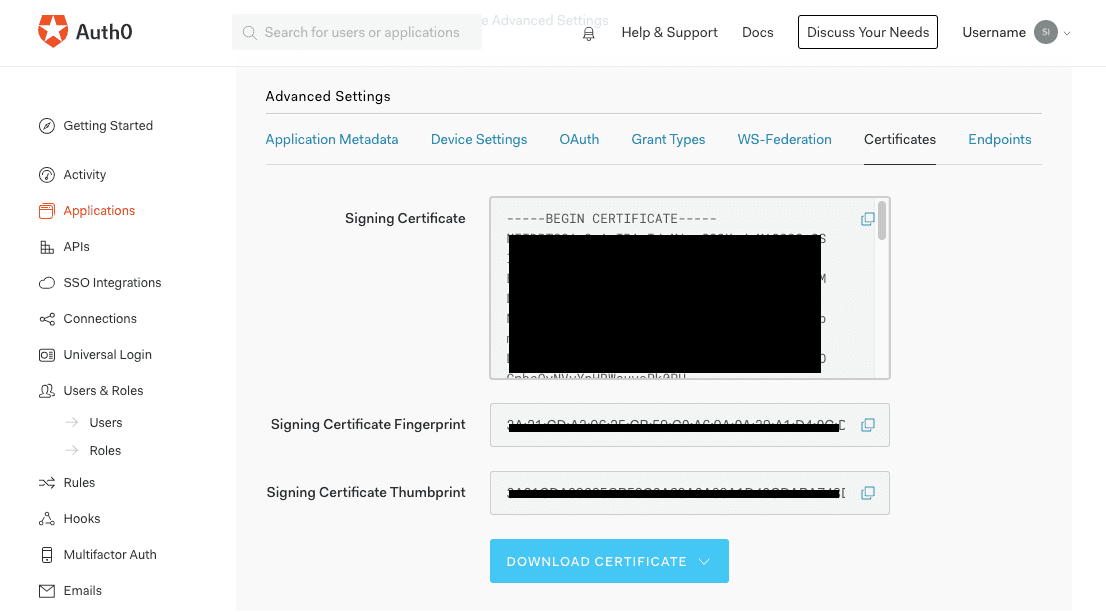 Auth0
Search for users or applications
Advanced Settings
Help & Support
Docs
Discuss Your Needs
Username
SI
Advanced Settings
Getting Started
Activity
Applications
APIs
SSO Integrations
Connections
Universal Login
Users & Roles
Users
Roles
Rules
Hooks
Multifactor Auth
Emails
Application Metadata
Device Settings
OAuth
Grant Types
WS-Federation
Certificates
Endpoints
Signing Certificate
-----BEGIN CERTIFICATE-----
Signing Certificate Fingerprint
Signing Certificate Thumbprint
DOWNLOAD CERTIFICATE